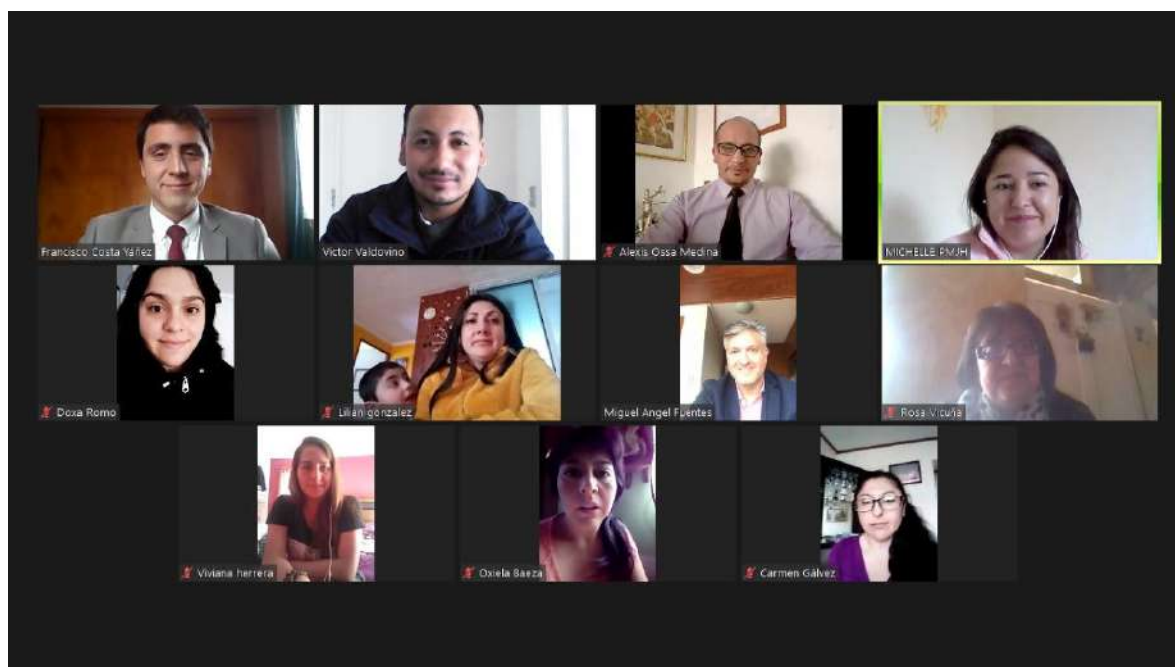 Francisco Costa Yáñez
Victor Valdovino
Alexis Ossa Medina
MICHELLE PMJH
Doxa Romo
Lilian gonzalez
Miguel Angel Fuentes
Rosa Vicuña
Viviana herrera
Oxiela Baeza
Carmen Gálvez